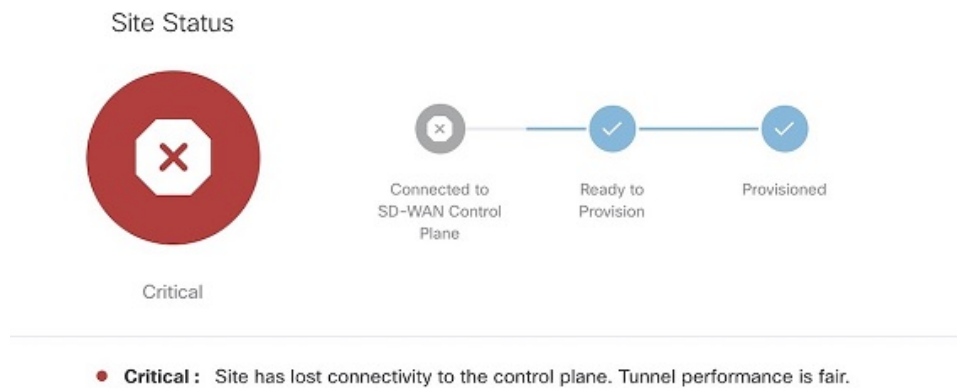 Site Status
Connected to
SD-WAN Control
Plane
Ready to
Provision
Provisioned
Critical
Critical : Site has lost connectivity to the control plane. Tunnel performance is fair.